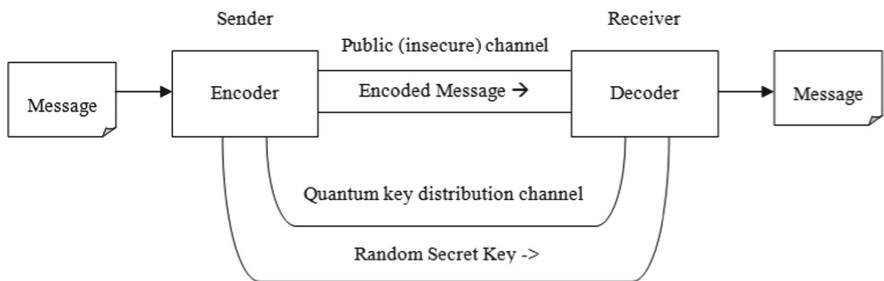 Sender
Receiver
Public (insecure) channel
Message
Encoder
Encoded Message →
Decoder
Message
Quantum key distribution channel
Random Secret Key ->